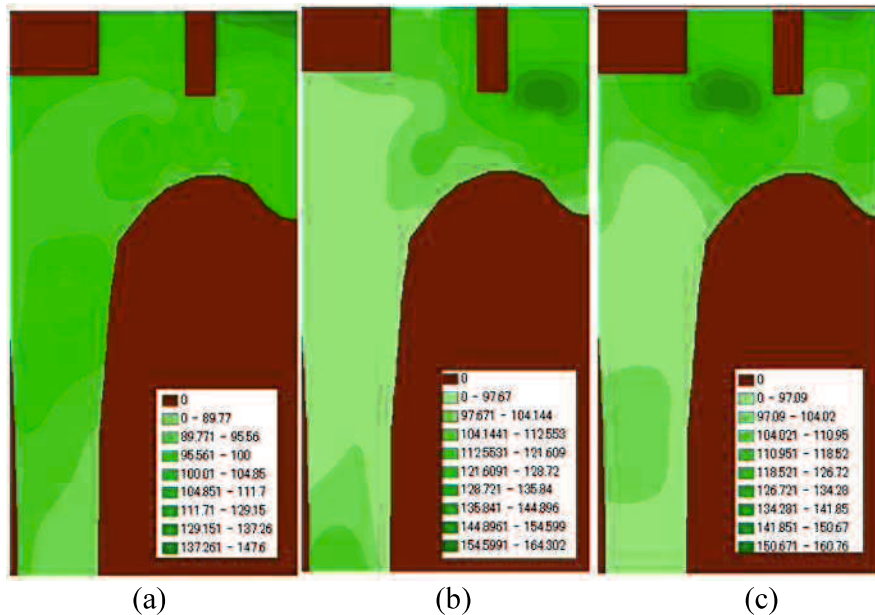 0
0 - 89.77
89.771 - 95.56
95.561 - 100
100.01 - 104.85
104.851 - 111.7
111.71 - 129.15
129.151 - 137.26
137.261 - 147.6
0
0 - 97.67
97.671 - 104.144
104.1441 - 112.553
112.5531 - 121.609
121.6091 - 128.72
128.721 - 135.84
135.841 - 144.896
144.8961 - 154.599
154.5991 - 164.302
0
0 - 97.09
97.09 - 104.02
104.021 - 110.95
110.951 - 118.52
118.521 - 126.72
126.721 - 134.28
134.281 - 141.85
141.851 - 150.67
150.671 - 160.76
(a)
(b)
(c)